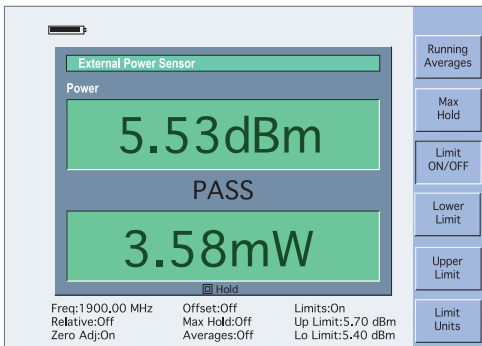 External Power Sensor
Power
5.53dBm
PASS
3.58mW
Hold
Freq:1900.00 MHz
Relative:Off
Zero Adj:On
Offset:Off
Max Hold:Off
Averages:Off
Limits:On
Up Limit:5.70 dBm
Lo Limit:5.40 dBm
Running
Averages
Max
Hold
Limit
ON/OFF
Lower
Limit
Upper
Limit
Limit
Units